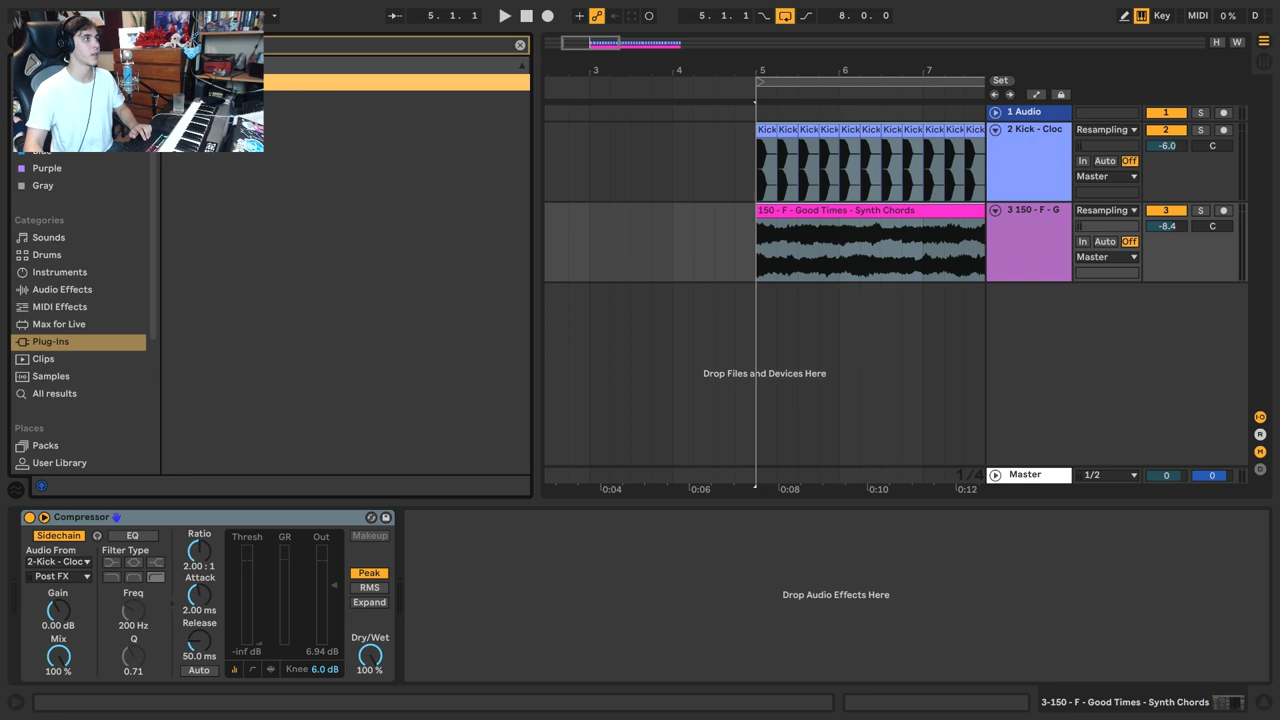 5. 1. 1
5. 1. 1
8. 0. 0
Key
MIDI
0 %
D
H
W
3
4
5
6
7
Set
1 Audio
1
S
Kick Kick Kick Kick Kick Kick Kick Kick Kick Kick Kick
2 Kick - Cloc
Resampling
2
S
-6.0
C
In
Auto
Off
Master
Purple
Gray
150 - F - Good Times - Synth Chords
3 150 - F - G
Resampling
3
S
-8.4
C
In
Auto
Off
Master
Categories
Sounds
Drums
Instruments
Audio Effects
MIDI Effects
Max for Live
Plug-Ins
Clips
Samples
All results
Places
Packs
User Library
Drop Files and Devices Here
1/4
Master
1/2
0
0
0:04
0:06
0:08
0:10
0:12
Compressor
Sidechain
EQ
Audio From
Filter Type
2-Kick - Cloc
Post FX
Gain
Freq
0.00 dB
200 Hz
Mix
Q
100 %
0.71
Ratio
2.00 : 1
Attack
2.00 ms
Release
50.0 ms
Auto
Thresh
GR
Out
-inf dB
6.94 dB
Knee
6.0 dB
Makeup
Peak
RMS
Expand
Dry/Wet
100 %
Drop Audio Effects Here
3-150 - F - Good Times - Synth Chords